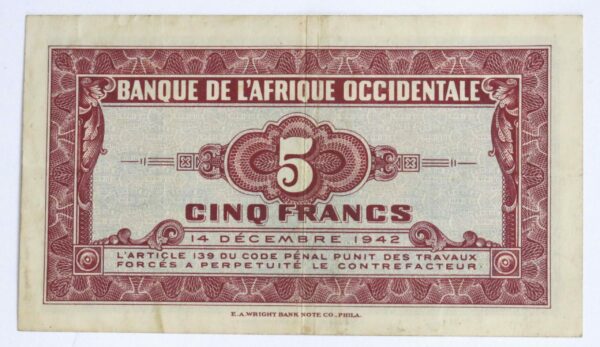 BANQUE DE L'AFRIQUE OCCIDENTALE
5
CINQ FRANCS
14 DÉCEMBRE 1942
L'ARTICLE 139 DU CODE PÉNAL PUNIT DES TRAVAUX
FORCÉS A PERPETUITÉ LE CONTREFACTEUR
E.A.WRIGHT BANK NOTE CO., PHILA.